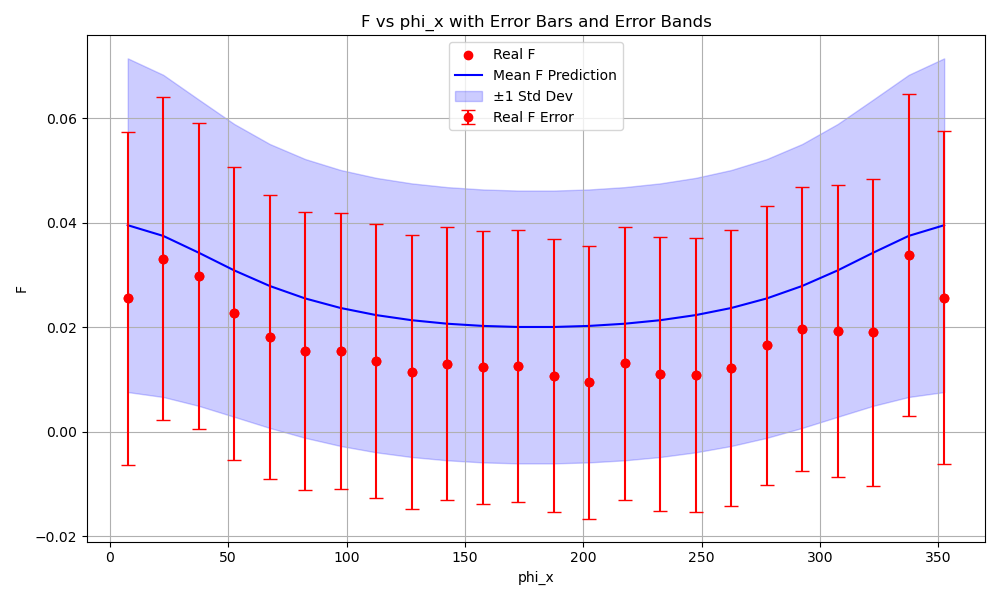 F vs phi_x with Error Bars and Error Bands
Real F
Mean F Prediction
±1 Std Dev
Real F Error
0.06
0.04
0.02
0.00
−0.02
F
0 50 100 150 200 250 300 350
phi_x